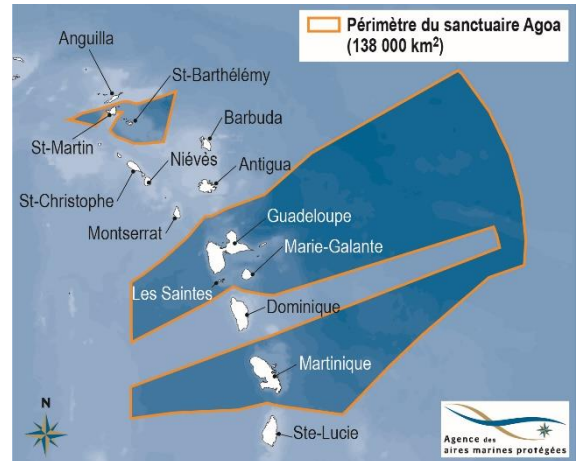 Périmètre du sanctuaire Agoa
(138 000 km²)
Anguilla
St-Barthélémy
St-Martin
Barbuda
Niévès
Antigua
St-Christophe
Montserrat
Guadeloupe
Marie-Galante
Les Saintes
Dominique
Martinique
Ste-Lucie
N
Agence des
aires marines protégées